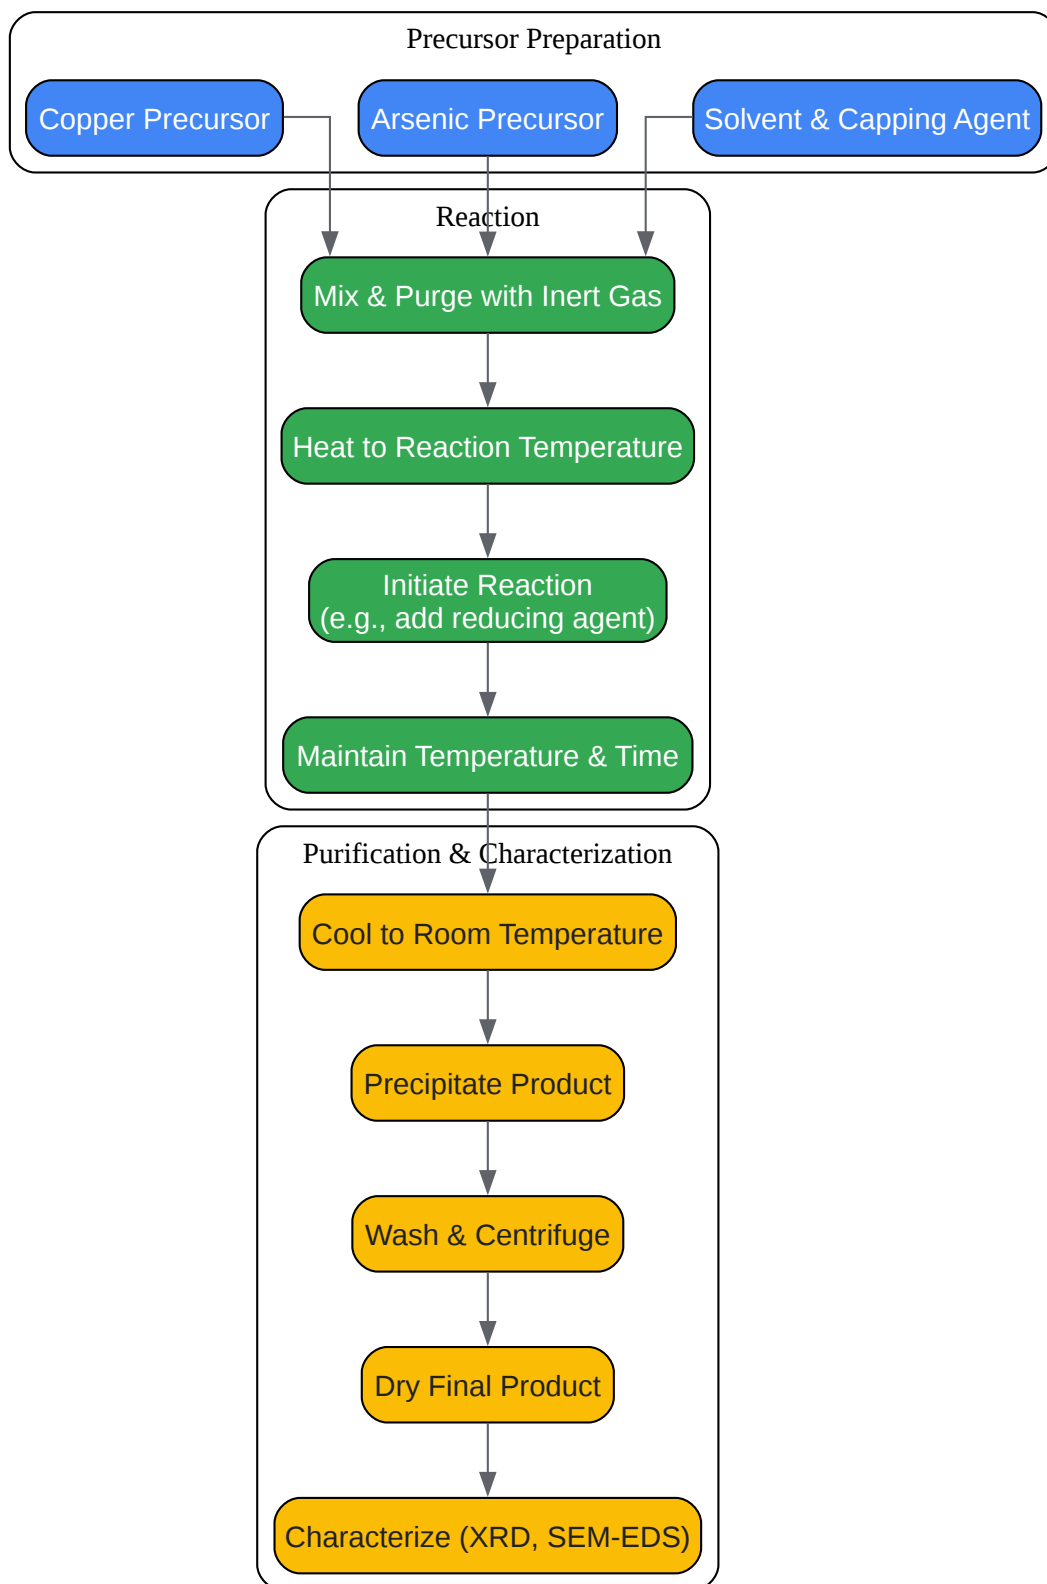 Precursor Preparation
Copper Precursor
Arsenic Precursor
Solvent & Capping Agent
Reaction
Mix & Purge with Inert Gas
Heat to Reaction Temperature
Initiate Reaction
(e.g., add reducing agent)
Maintain Temperature & Time
Purification & Characterization
Cool to Room Temperature
Precipitate Product
Wash & Centrifuge
Dry Final Product
Characterize (XRD, SEM-EDS)